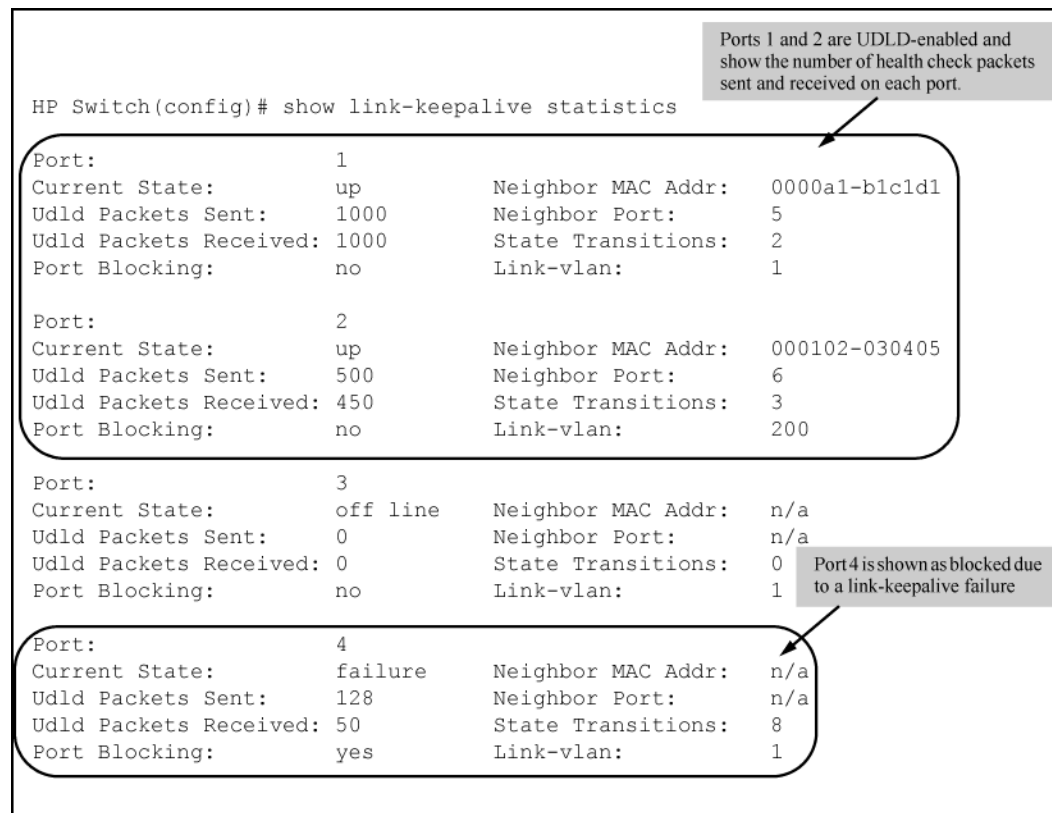 Ports 1 and 2 are UDLD-enabled and
show the number of health check packets
sent and received on each port.
HP Switch(config)# show link-keepalive statistics
Port: 1
Current State: up Neighbor MAC Addr: 0000a1-b1c1d1
Udld Packets Sent: 1000 Neighbor Port: 5
Udld Packets Received: 1000 State Transitions: 2
Port Blocking: no Link-vlan: 1
Port: 2
Current State: up Neighbor MAC Addr: 000102-030405
Udld Packets Sent: 500 Neighbor Port: 6
Udld Packets Received: 450 State Transitions: 3
Port Blocking: no Link-vlan: 200
Port: 3
Current State: off line Neighbor MAC Addr: n/a
Udld Packets Sent: 0 Neighbor Port: n/a
Udld Packets Received: 0 State Transitions: 0
Port Blocking: no Link-vlan: 1
Port 4 is shown as blocked due
to a link-keepalive failure
Port: 4
Current State: failure Neighbor MAC Addr: n/a
Udld Packets Sent: 128 Neighbor Port: n/a
Udld Packets Received: 50 State Transitions: 8
Port Blocking: yes Link-vlan: 1